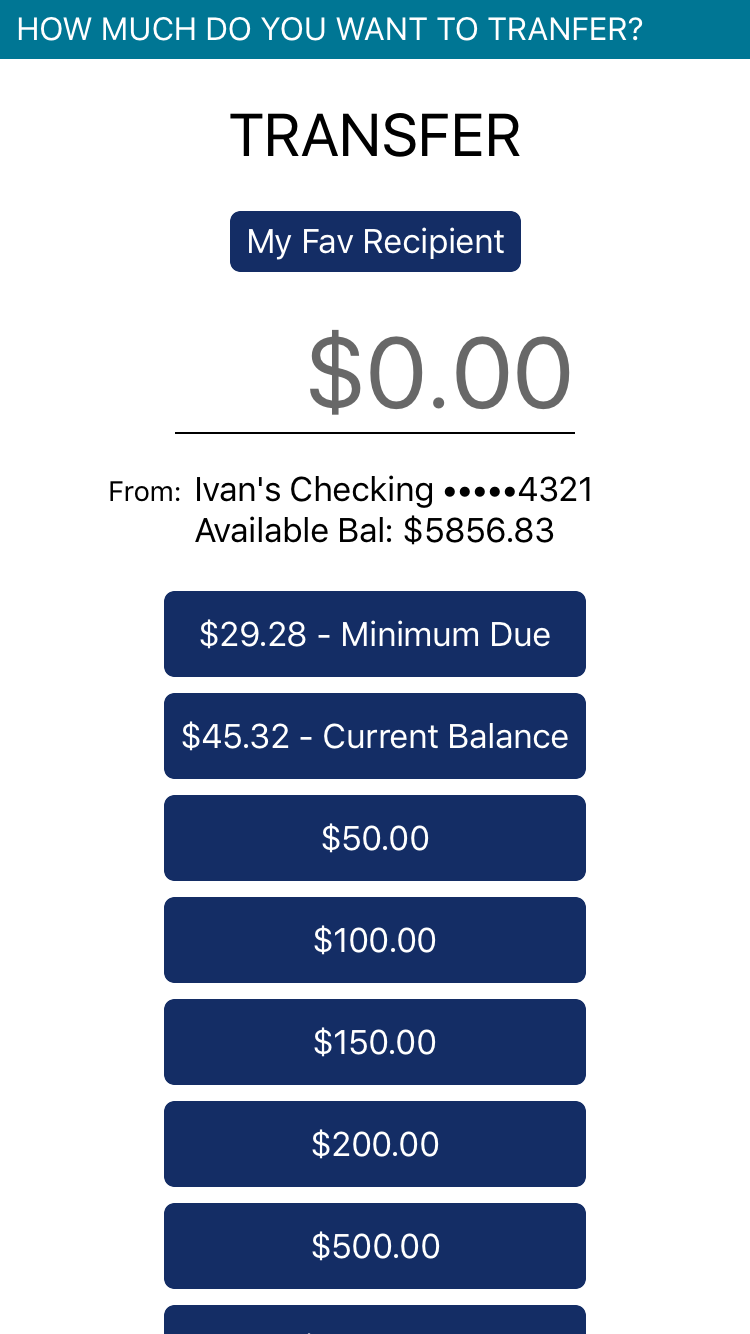 HOW MUCH DO YOU WANT TO TRANFER?
TRANSFER
My Fav Recipient
$0.00
From: Ivan's Checking •••••4321
Available Bal: $5856.83
$29.28 - Minimum Due
$45.32 - Current Balance
$50.00
$100.00
$150.00
$200.00
$500.00